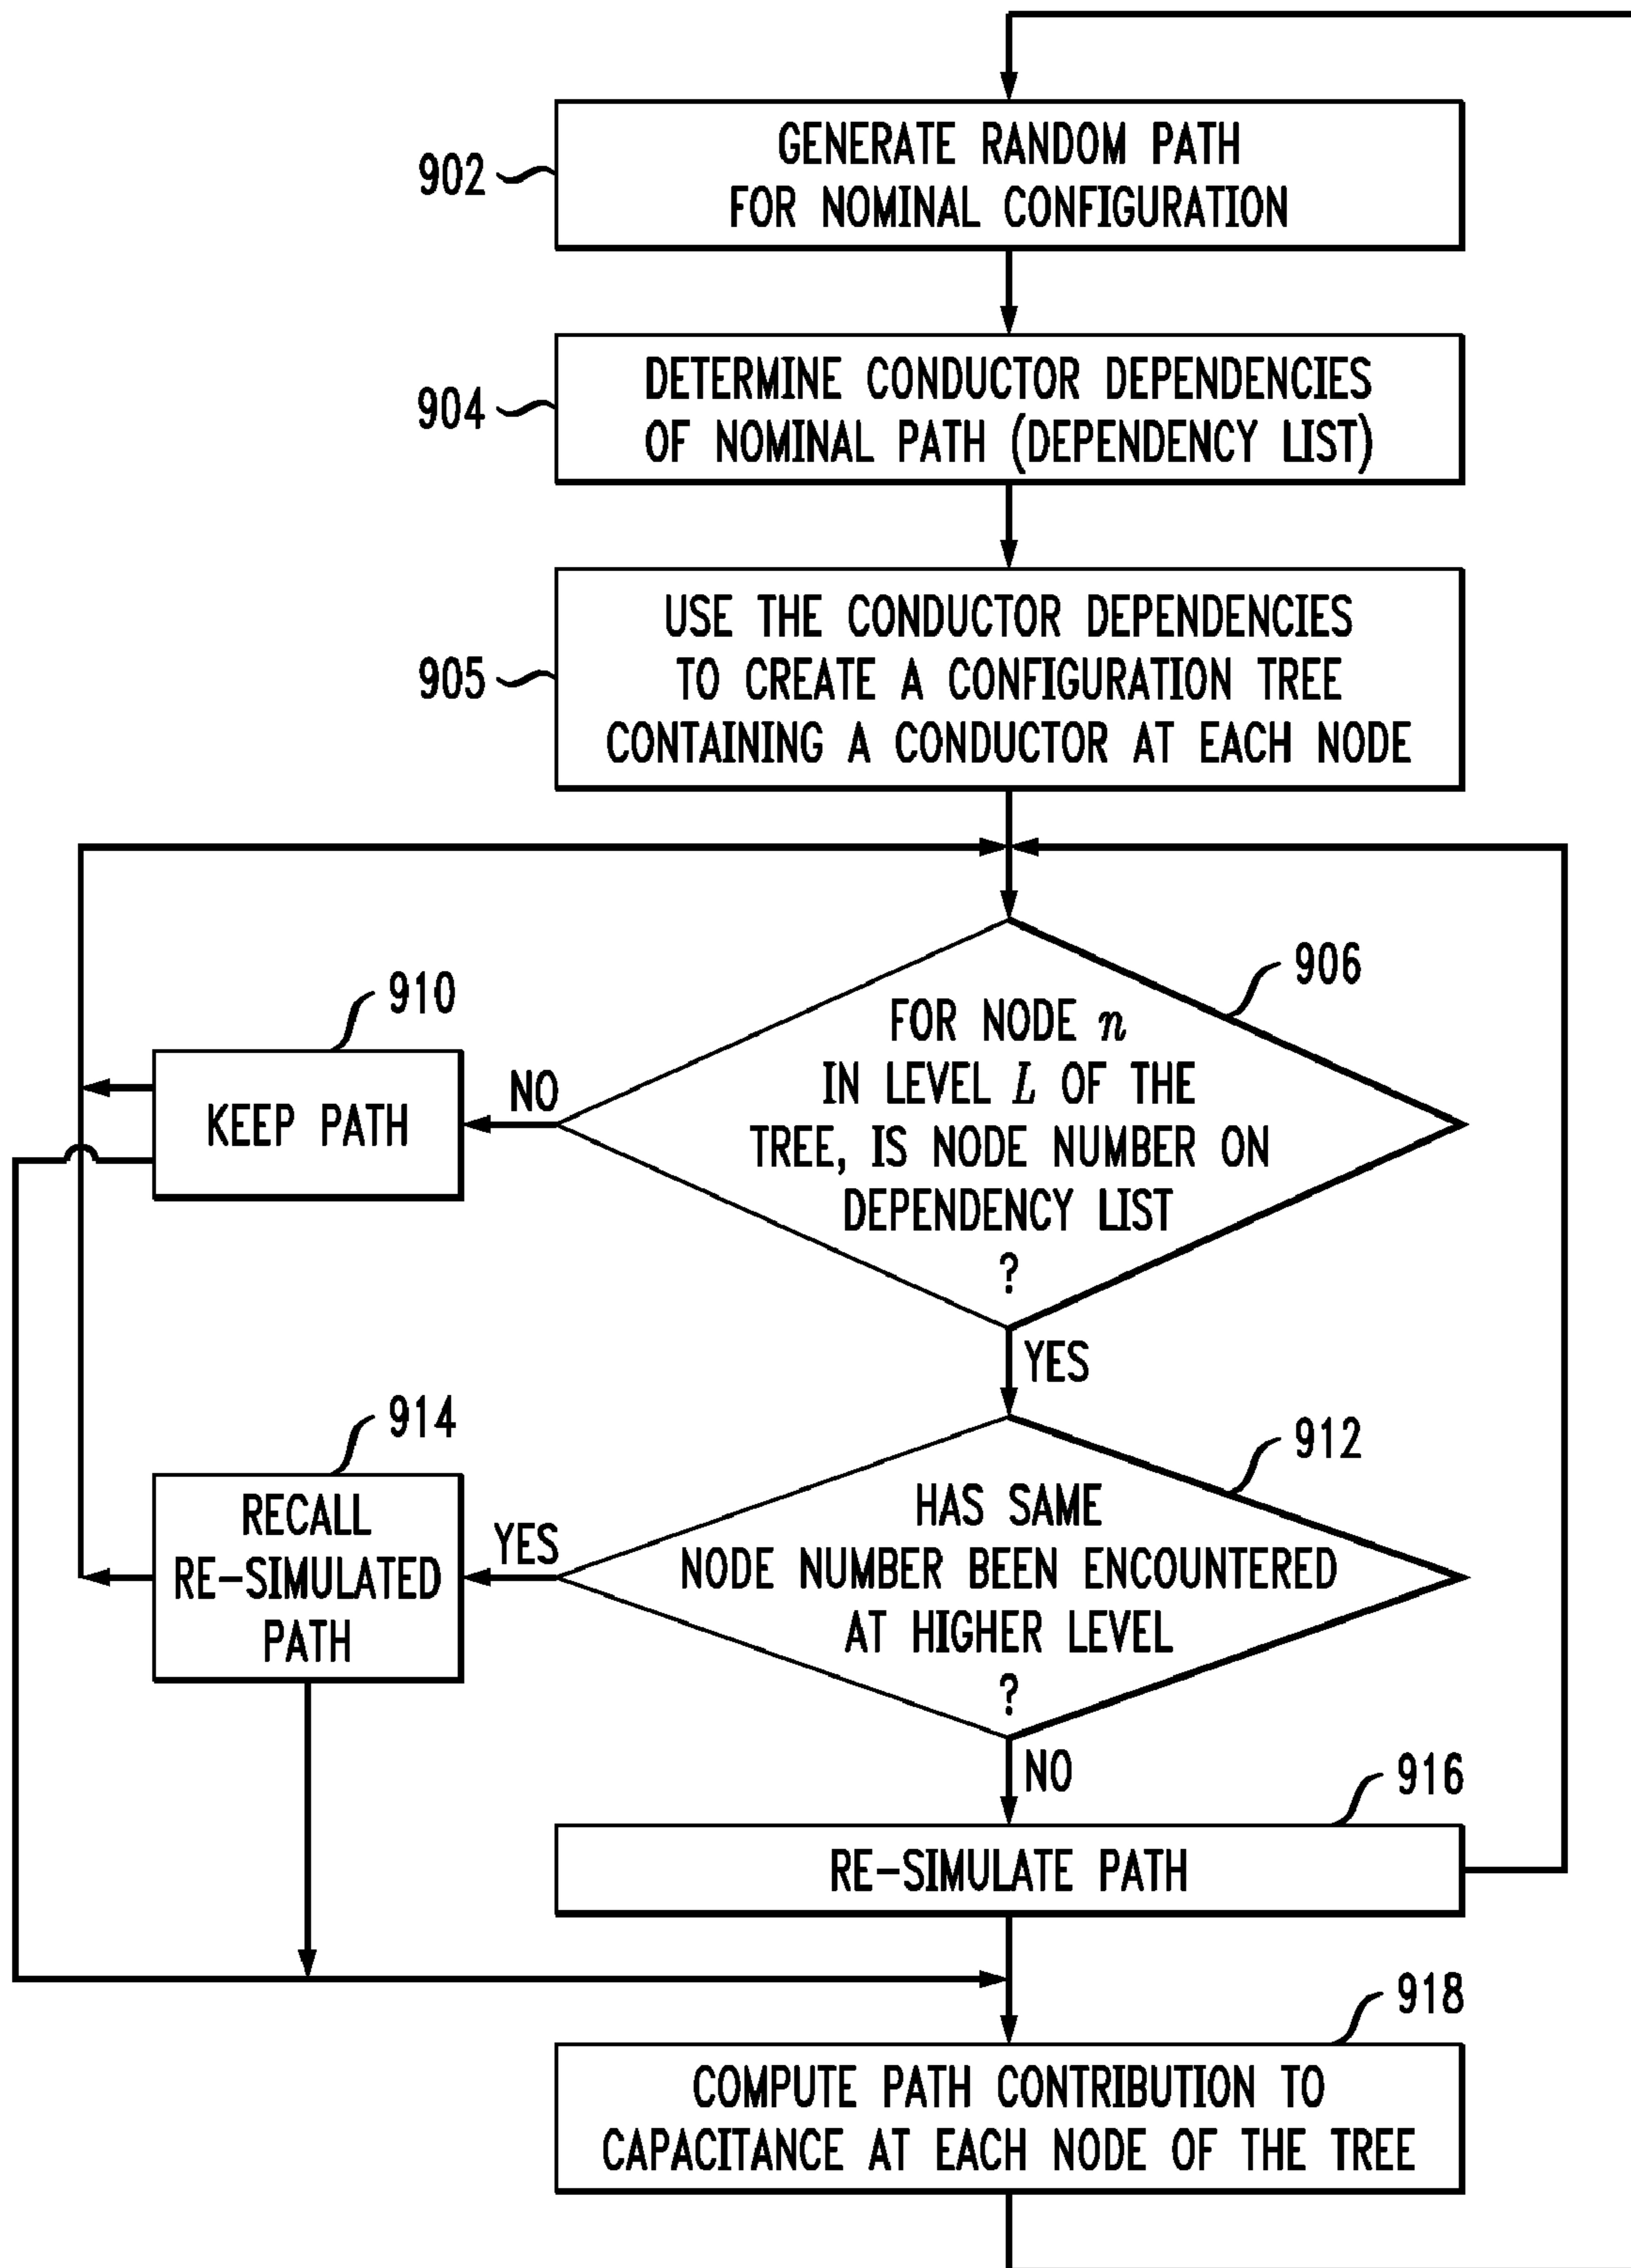 902
GENERATE RANDOM PATH
FOR NOMINAL CONFIGURATION
904
DETERMINE CONDUCTOR DEPENDENCIES
OF NOMINAL PATH (DEPENDENCY LIST)
905
USE THE CONDUCTOR DEPENDENCIES
TO CREATE A CONFIGURATION TREE
CONTAINING A CONDUCTOR AT EACH NODE
906
FOR NODE n
IN LEVEL L OF THE
TREE, IS NODE NUMBER ON
DEPENDENCY LIST
?
NO
910
KEEP PATH
YES
912
HAS SAME
NODE NUMBER BEEN ENCOUNTERED
AT HIGHER LEVEL
?
YES
914
RECALL
RE-SIMULATED
PATH
NO
916
RE-SIMULATE PATH
918
COMPUTE PATH CONTRIBUTION TO
CAPACITANCE AT EACH NODE OF THE TREE